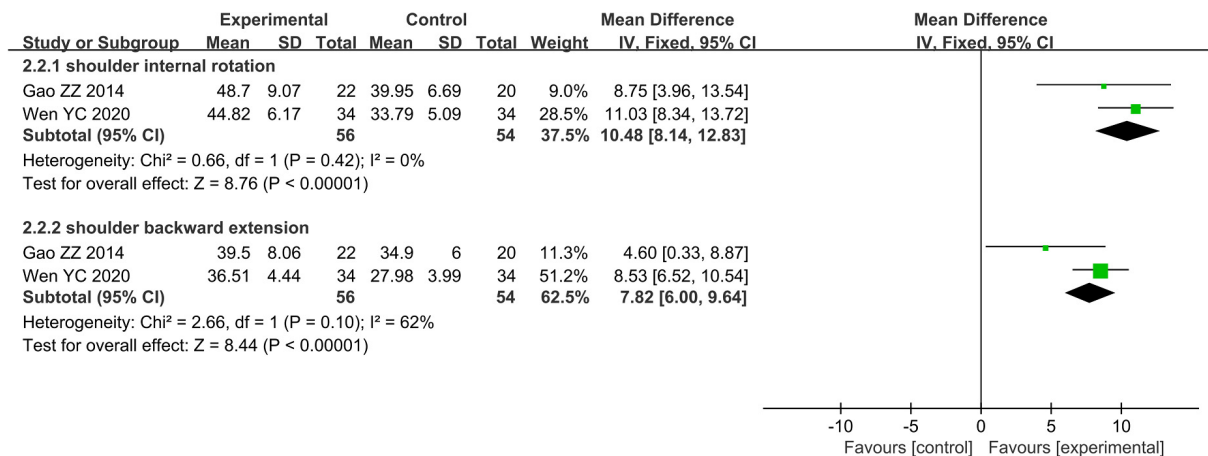 Experimental Control Mean Difference Mean Difference
Study or Subgroup Mean SD Total Mean SD Total Weight IV, Fixed, 95% CI IV, Fixed, 95% CI
2.2.1 shoulder internal rotation
Gao ZZ 2014 48.7 9.07 22 39.95 6.69 20 9.0% 8.75 [3.96, 13.54]
Wen YC 2020 44.82 6.17 34 33.79 5.09 34 28.5% 11.03 [8.34, 13.72]
Subtotal (95% CI) 56 54 37.5% 10.48 [8.14, 12.83]
Heterogeneity: Chi² = 0.66, df = 1 (P = 0.42); I² = 0%
Test for overall effect: Z = 8.76 (P < 0.00001)
2.2.2 shoulder backward extension
Gao ZZ 2014 39.5 8.06 22 34.9 6 20 11.3% 4.60 [0.33, 8.87]
Wen YC 2020 36.51 4.44 34 27.98 3.99 34 51.2% 8.53 [6.52, 10.54]
Subtotal (95% CI) 56 54 62.5% 7.82 [6.00, 9.64]
Heterogeneity: Chi² = 2.66, df = 1 (P = 0.10); I² = 62%
Test for overall effect: Z = 8.44 (P < 0.00001)
-10 -5 0 5 10
Favours [control] Favours [experimental]